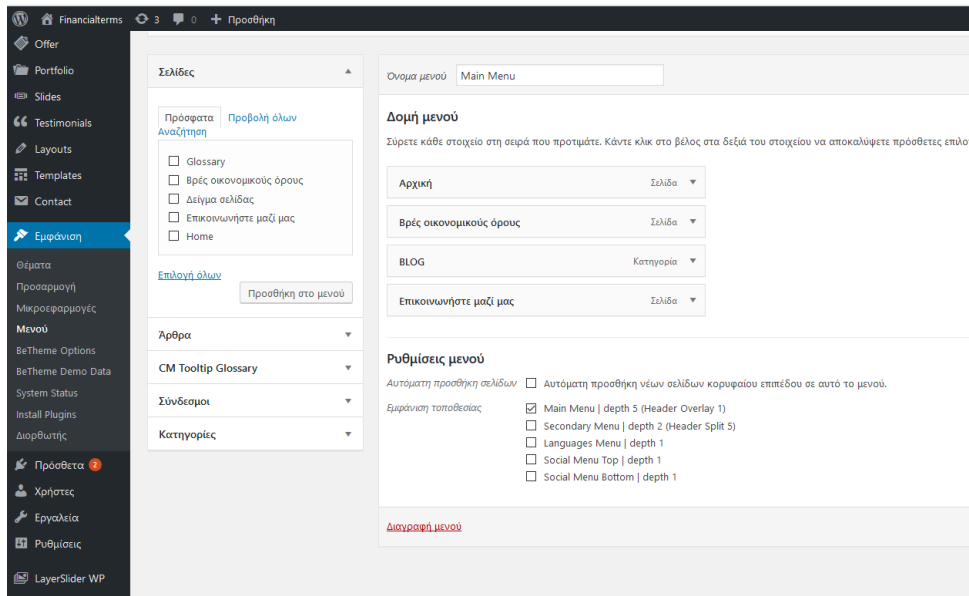 Financialterms 3 0 Προσθήκη
Offer
Portfolio
Slides
Testimonials
Layouts
Templates
Contact
Εμφάνιση
Θέματα
Προσαρμογή
Μικροεφαρμογές
Μενού
BeTheme Options
BeTheme Demo Data
System Status
Install Plugins
Διορθωτής
Πρόσθετα 2
Χρήστες
Εργαλεία
Ρυθμίσεις
LayerSlider WP
Σελίδες
Πρόσφατα Προβολή όλων
Αναζήτηση
Glossary
Βρές οικονομικούς όρους
Δείγμα σελίδας
Επικοινωνήστε μαζί μας
Home
Επιλογή όλων
Προσθήκη στο μενού
Άρθρα
CM Tooltip Glossary
Σύνδεσμοι
Κατηγορίες
Όνομα μενού Main Menu
Δομή μενού
Σύρετε κάθε στοιχείο στη σειρά που προτιμάτε. Κάντε κλικ στο βέλος στα δεξιά του στοιχείου να αποκαλύψετε πρόσθετες επιλο
Αρχική Σελίδα
Βρές οικονομικούς όρους Σελίδα
BLOG Κατηγορία
Επικοινωνήστε μαζί μας Σελίδα
Ρυθμίσεις μενού
Αυτόματη προσθήκη σελίδων Αυτόματη προσθήκη νέων σελίδων κορυφαίου επιπέδου σε αυτό το μενού.
Εμφάνιση τοποθεσίας Main Menu | depth 5 (Header Overlay 1)
Secondary Menu | depth 2 (Header Split 5)
Languages Menu | depth 1
Social Menu Top | depth 1
Social Menu Bottom | depth 1
Διαγραφή μενού